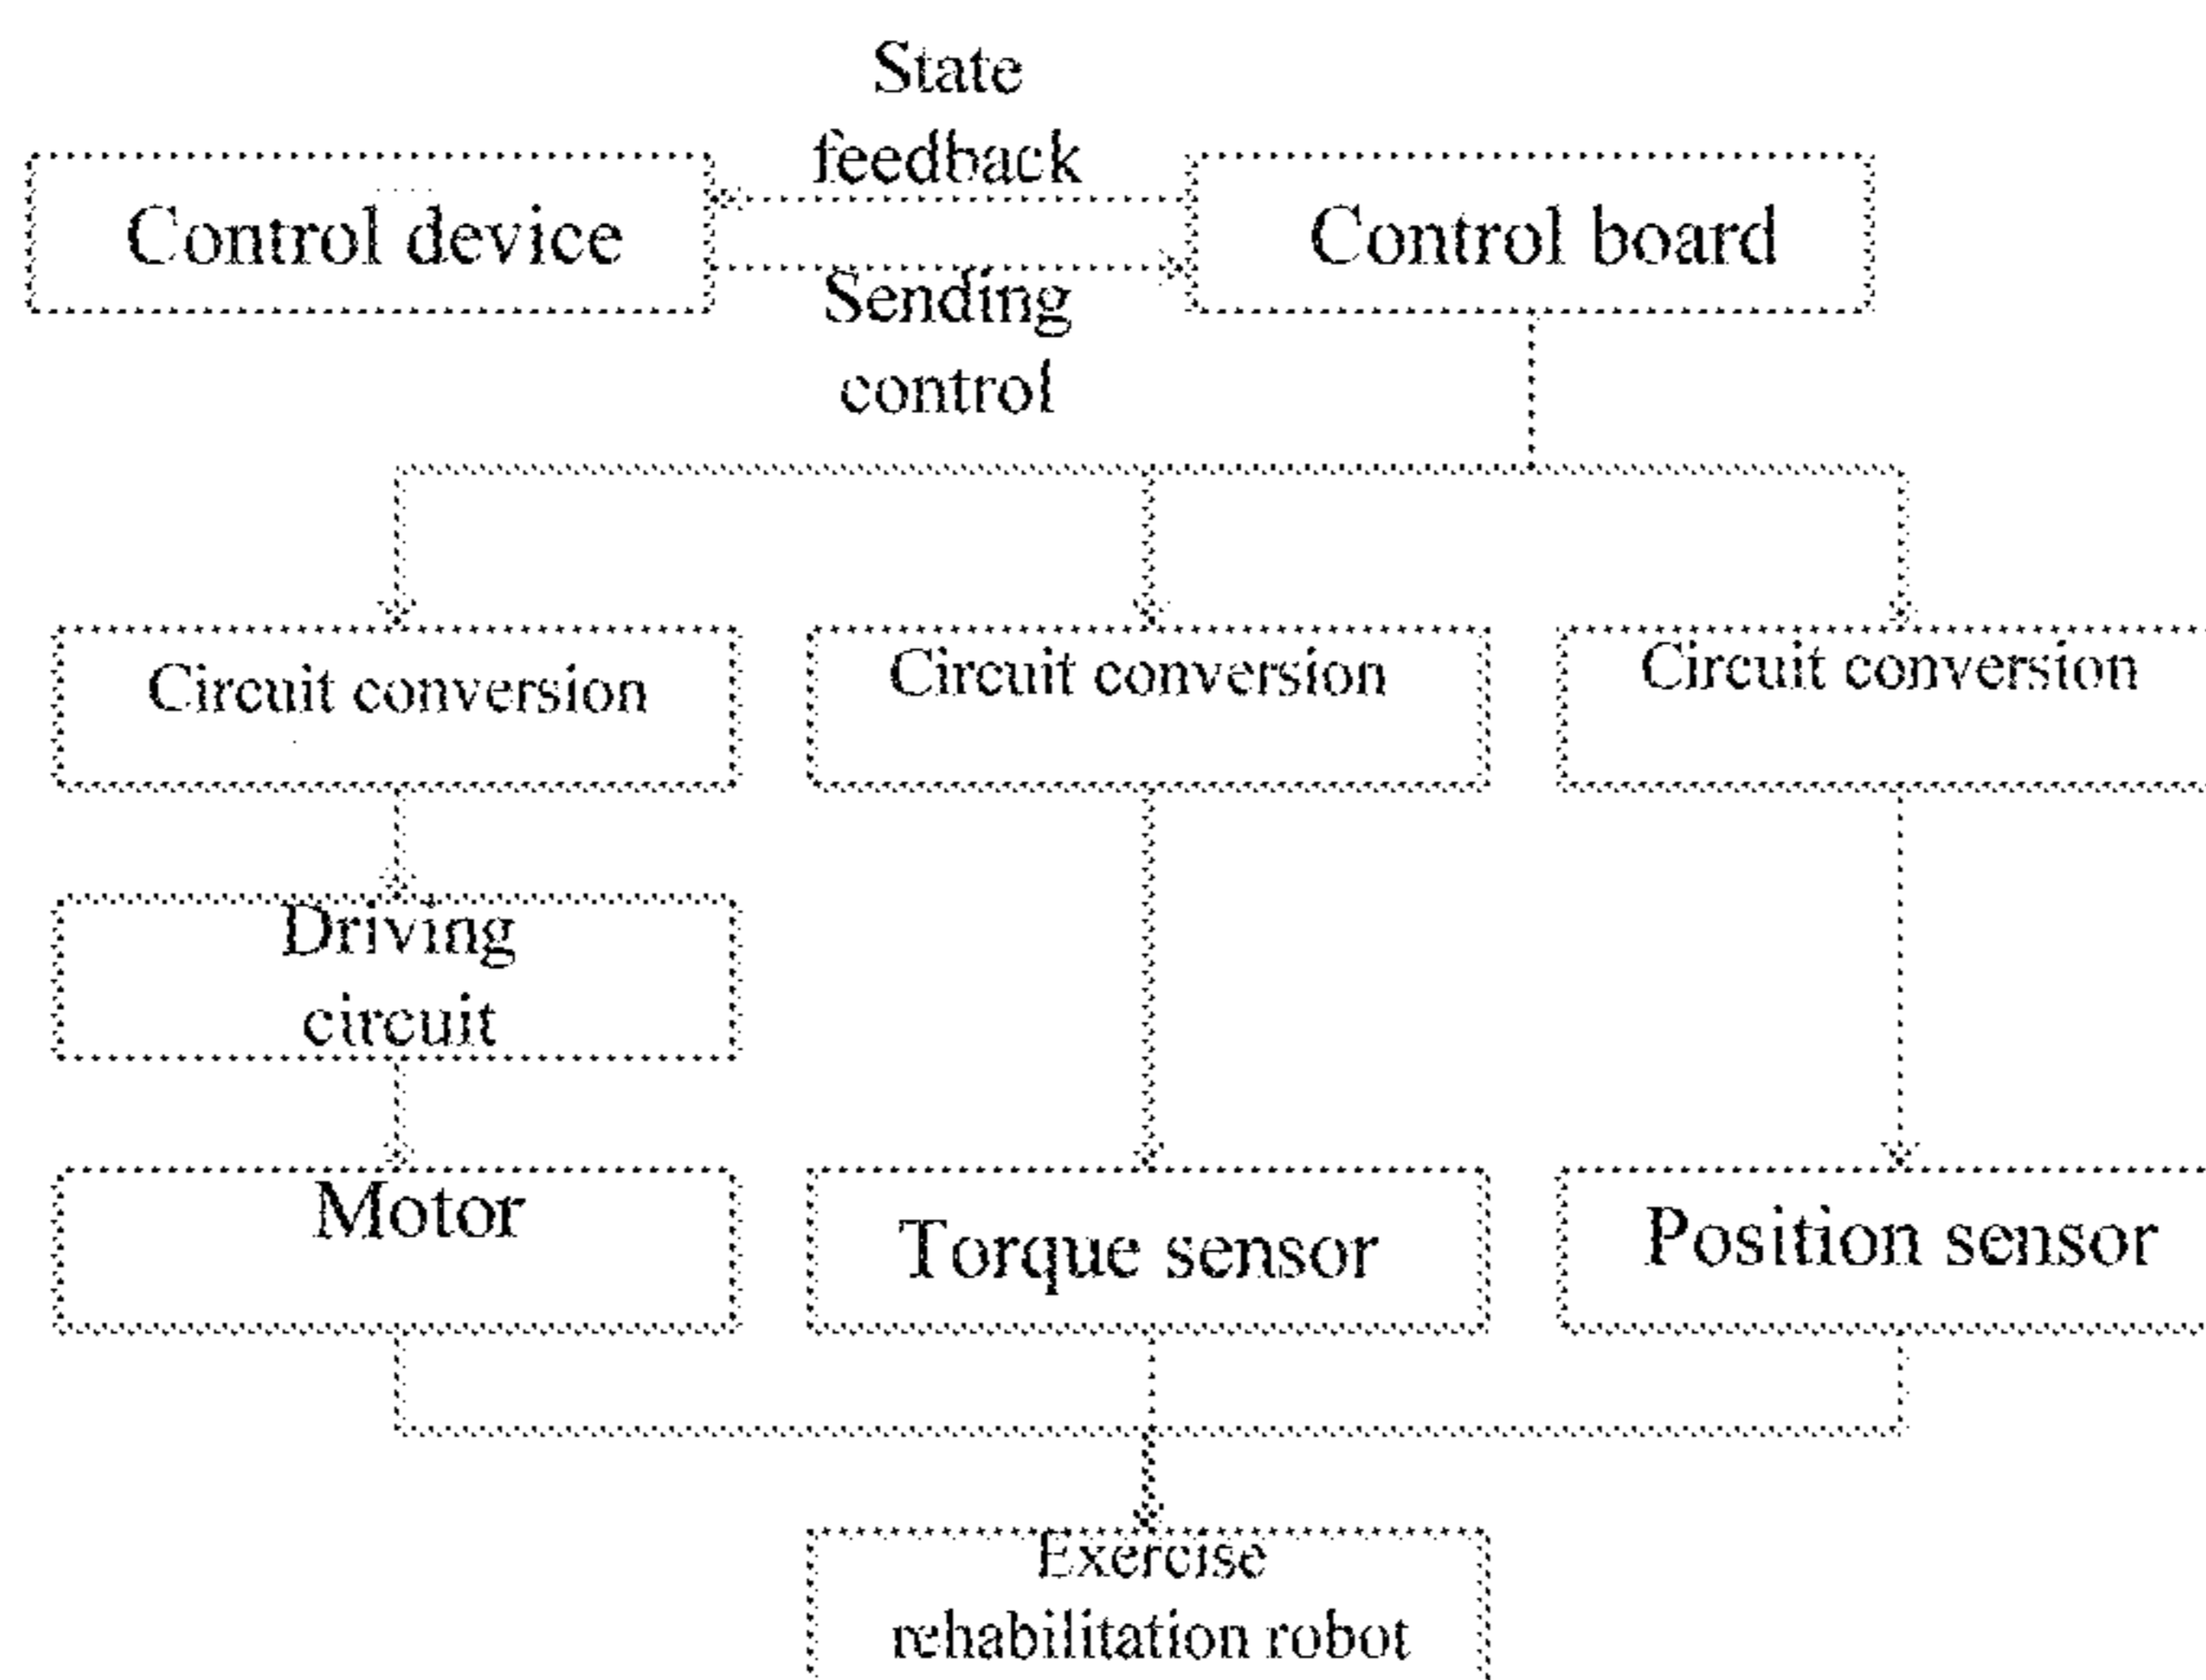 State
feedback
Control device
Control board
Sending
control
Circuit conversion
Circuit conversion
Circuit conversion
Driving
circuit
Motor
Torque sensor
Position sensor
Exercise
rehabilitation robot